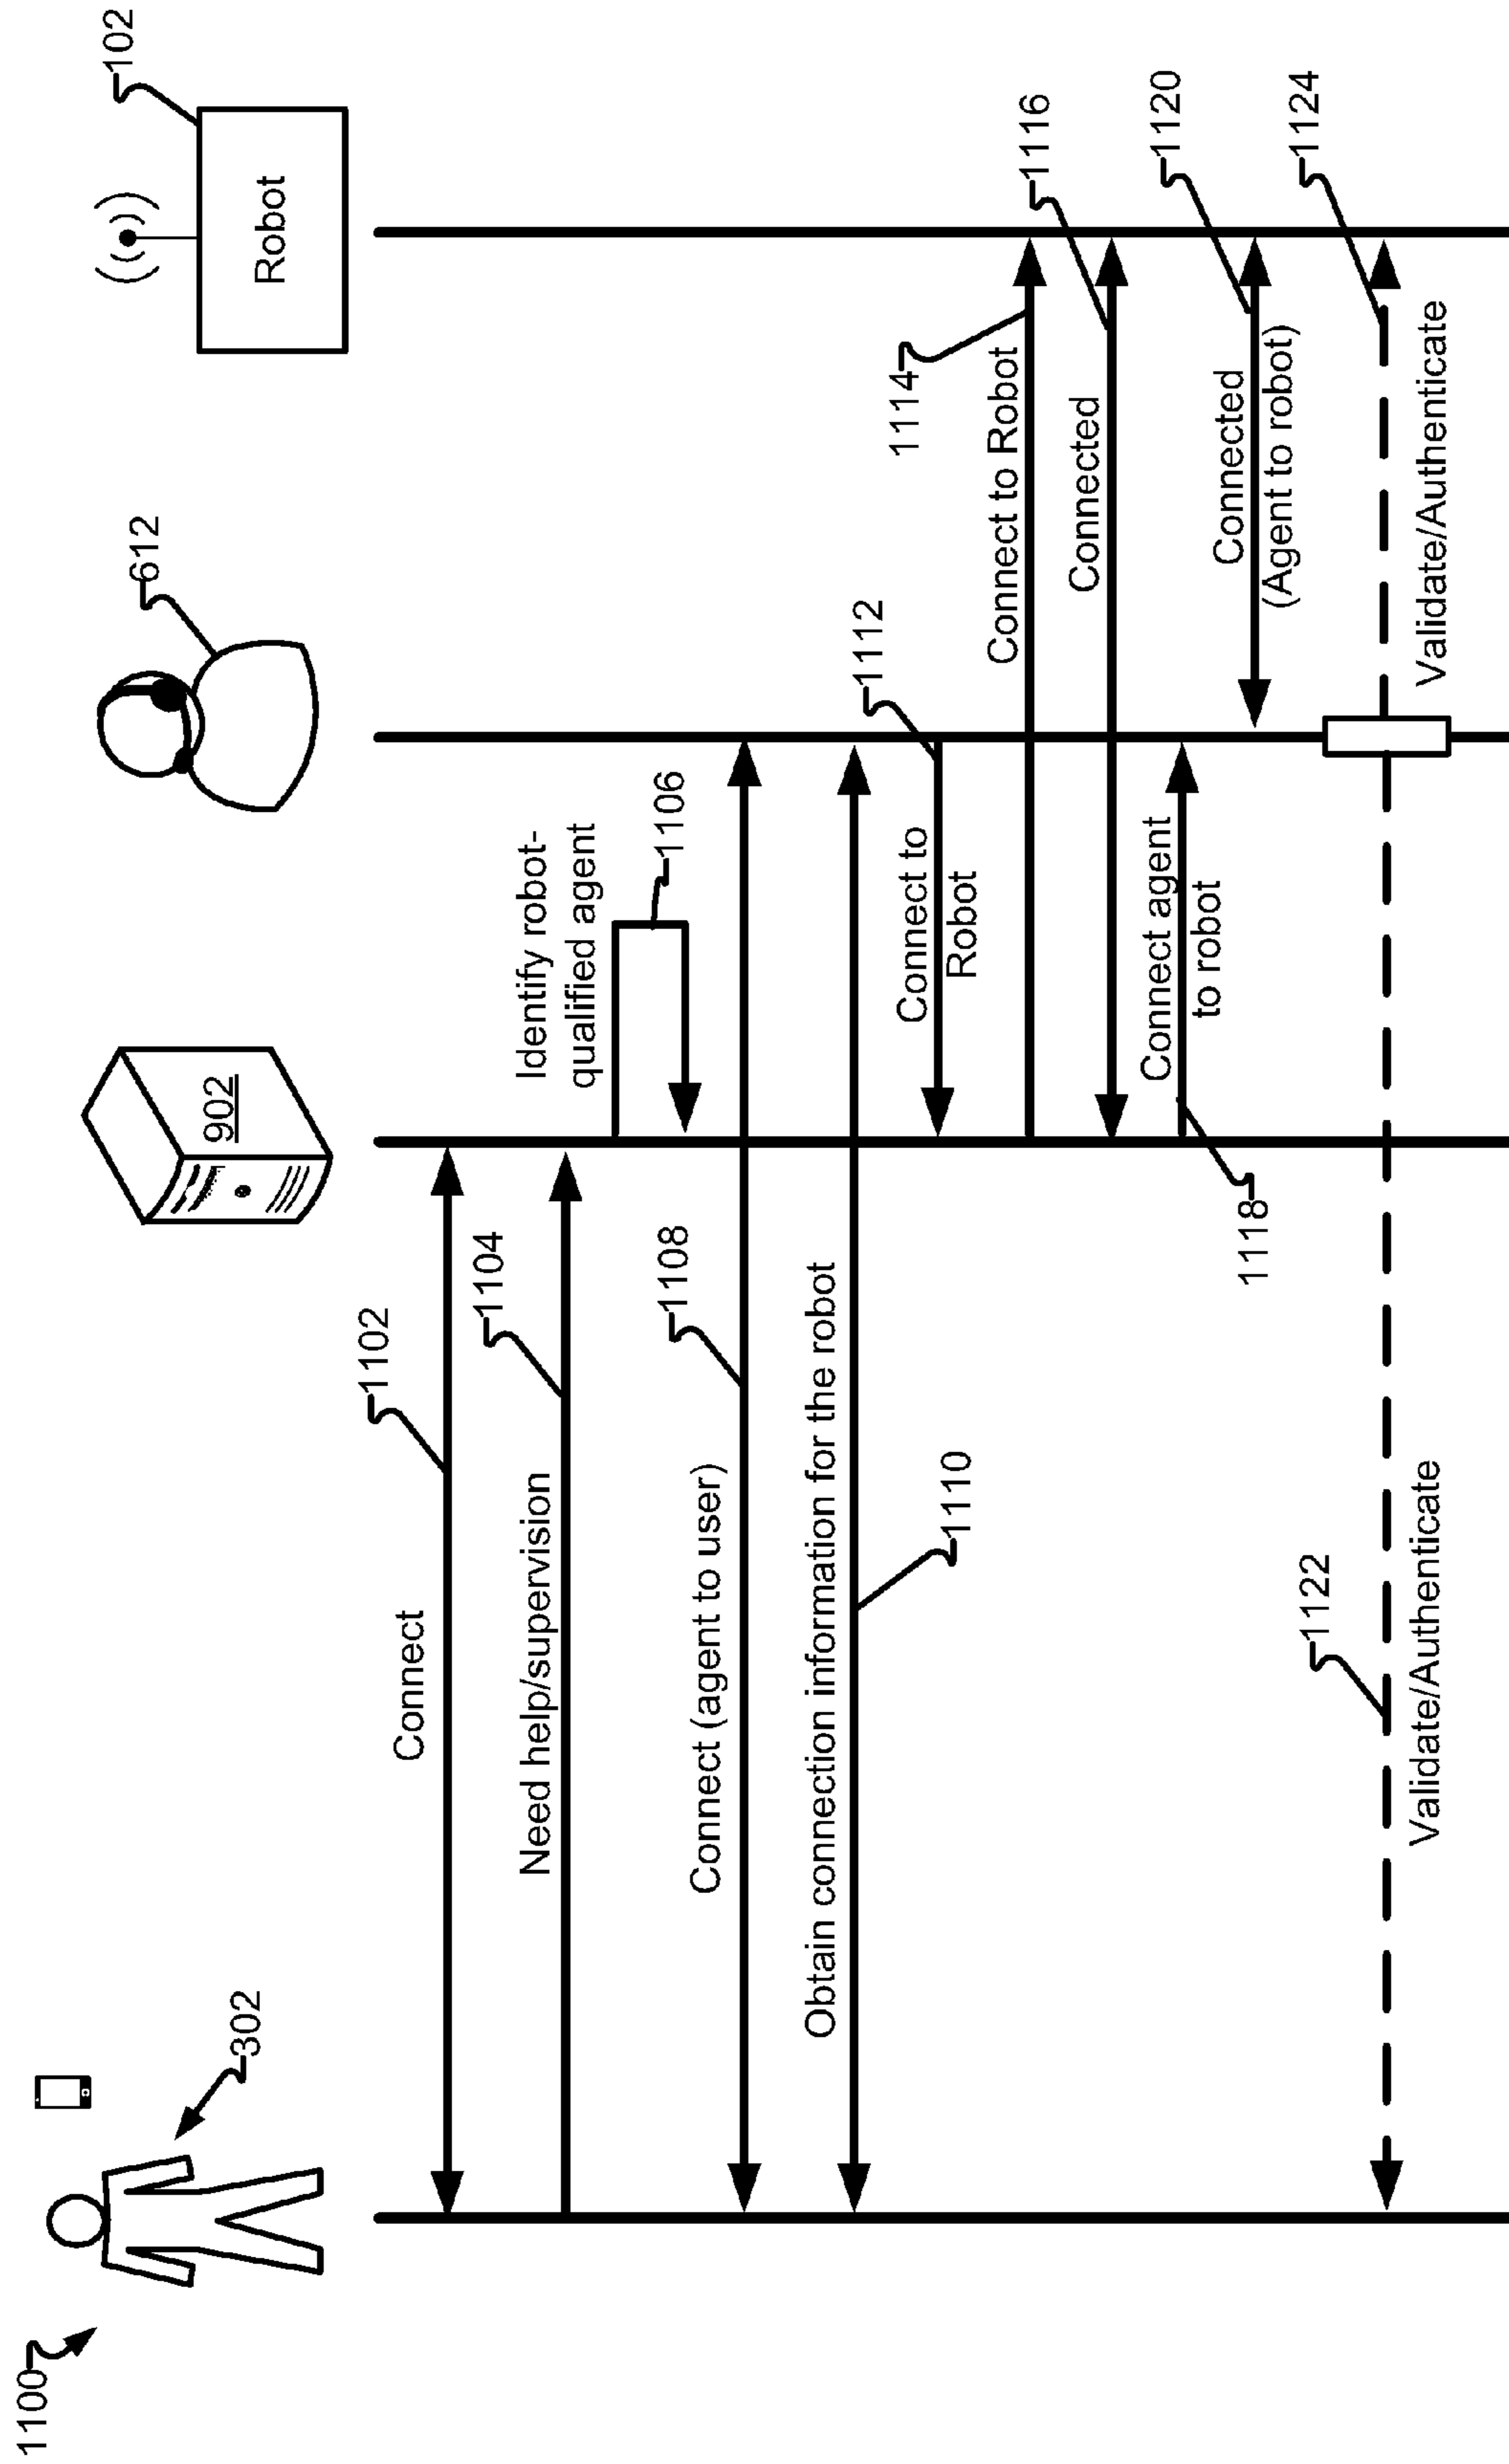 1100
302
902
612
102
Robot
Connect
1102
Need help/supervision
1104
Identify robot-
qualified agent
1106
Connect (agent to user)
1108
Obtain connection information for the robot
1110
Connect to
Robot
1112
Connect to Robot
1114
Connected
1116
Connect agent
to robot
1118
Connected
(Agent to robot)
1120
Validate/Authenticate
1122
Validate/Authenticate
1124